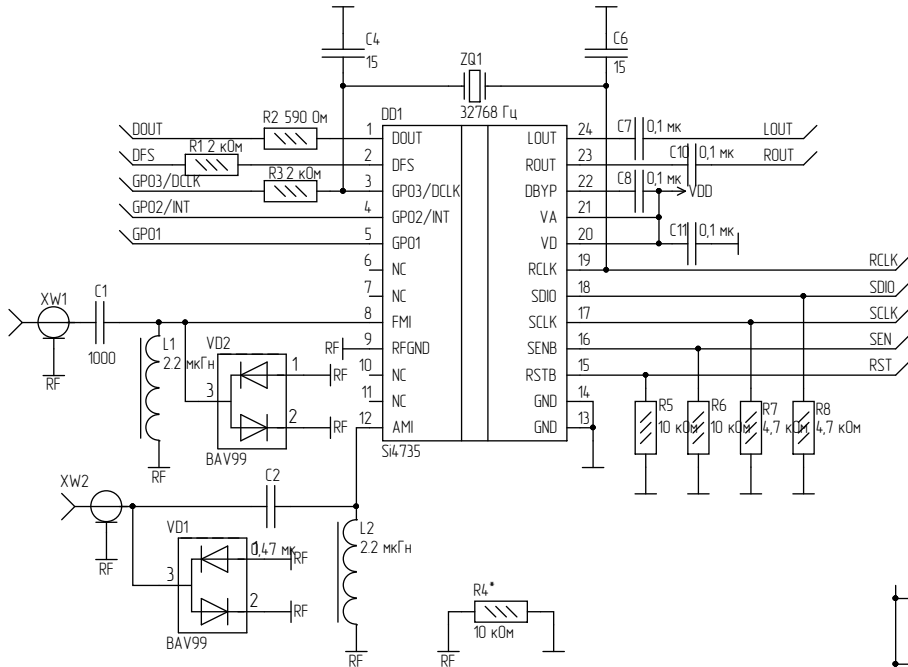 C4
15
C6
15
ZQ1
32768 Гц
DD1
Si4735
DOUT
R2 590 Ом
1
DOUT
DFS
R1 2 кОм
2
DFS
GPO3/DCLK
R3 2 кОм
3
GPO3/DCLK
GPO2/INT
4
GPO2/INT
GPO1
5
GPO1
6
NC
7
NC
8
FMI
RF
9
RFGND
10
NC
11
NC
12
AMI
LOUT
24
C7
0,1 мк
LOUT
ROUT
23
C10
0,1 мк
ROUT
DBYP
22
C8
0,1 мк
VDD
VA
21
VD
20
C11
0,1 мк
RCLK
19
RCLK
SDIO
18
SDIO
SCLK
17
SCLK
SENB
16
SEN
RSTB
15
RST
GND
14
GND
13
R5
10 кОм
R6
10 кОм
R7
4,7 кОм
R8
4,7 кОм
XW1
RF
C1
1000
L1
2.2 мкГн
RF
VD2
3
1
RF
2
RF
BAV99
XW2
RF
C2
0,47 мк
VD1
3
1
RF
2
RF
BAV99
L2
2.2 мкГн
RF
R4*
10 кОм
RF